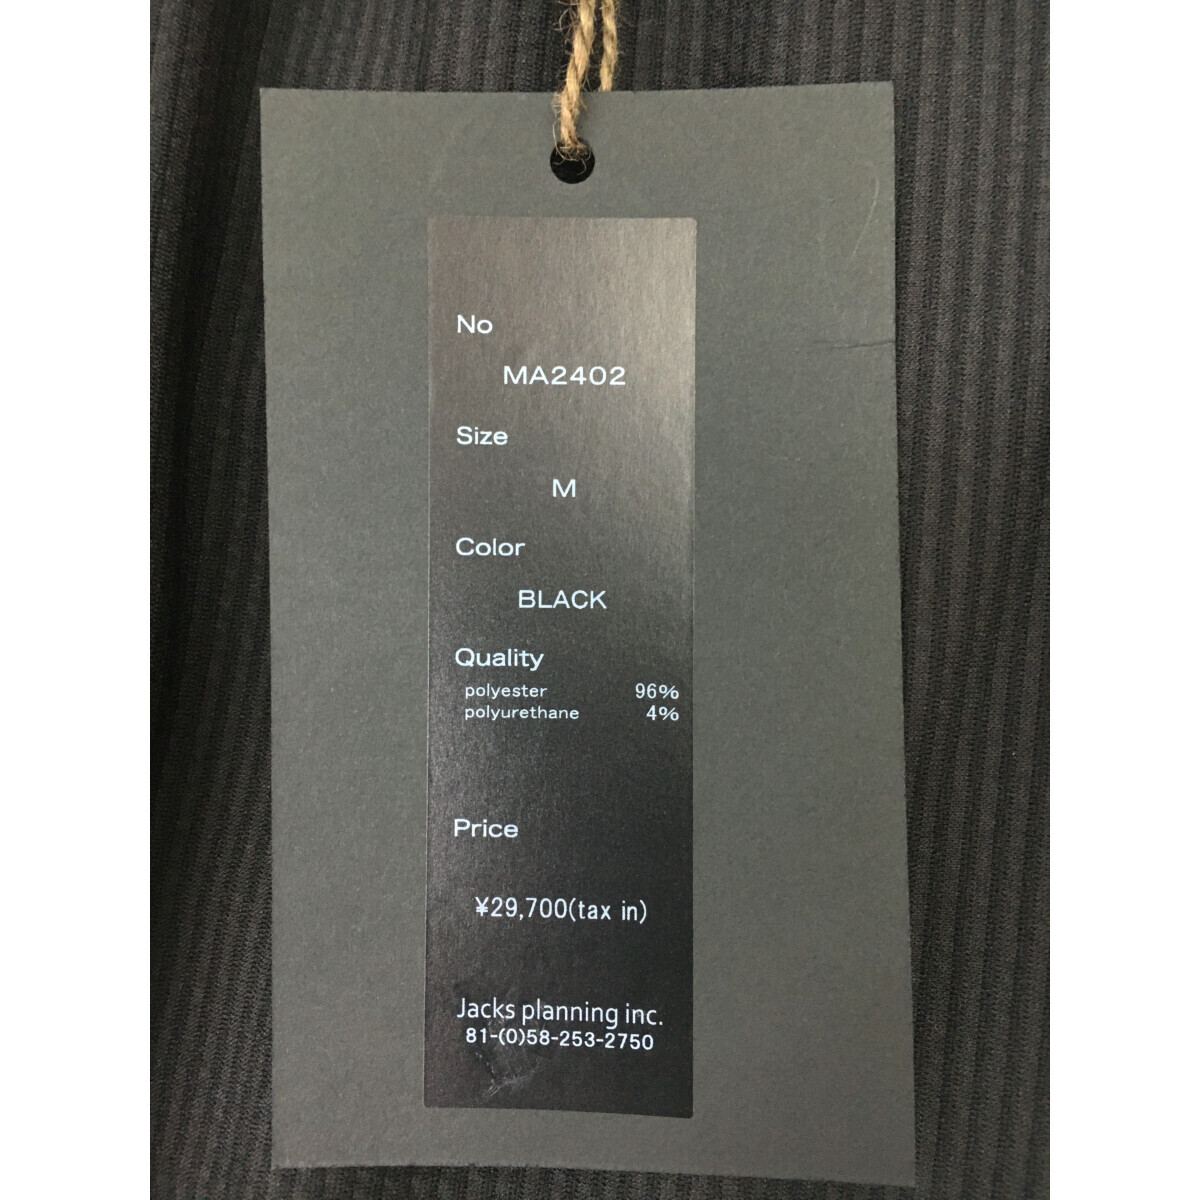 No
MA2402
Size
M
Color
BLACK
Quality
polyester 96%
polyurethane 4%
Price
¥29,700(tax in)
Jacks planning inc.
81-(0)58-253-2750